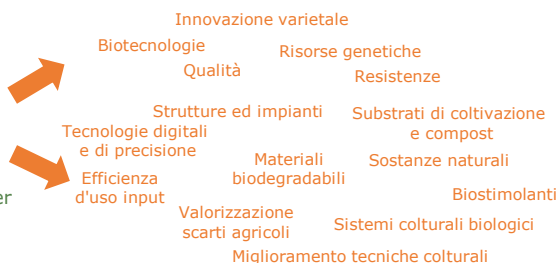 Innovazione varietale
Biotecnologie
Risorse genetiche
Qualità
Resistenze
Strutture ed impianti
Substrati di coltivazione
e compost
Tecnologie digitali
e di precisione
Materiali
biodegradabili
Sostanze naturali
Efficienza
d'uso input
er
Biostimolanti
Valorizzazione
scarti agricoli
Sistemi colturali biologici
Miglioramento tecniche colturali